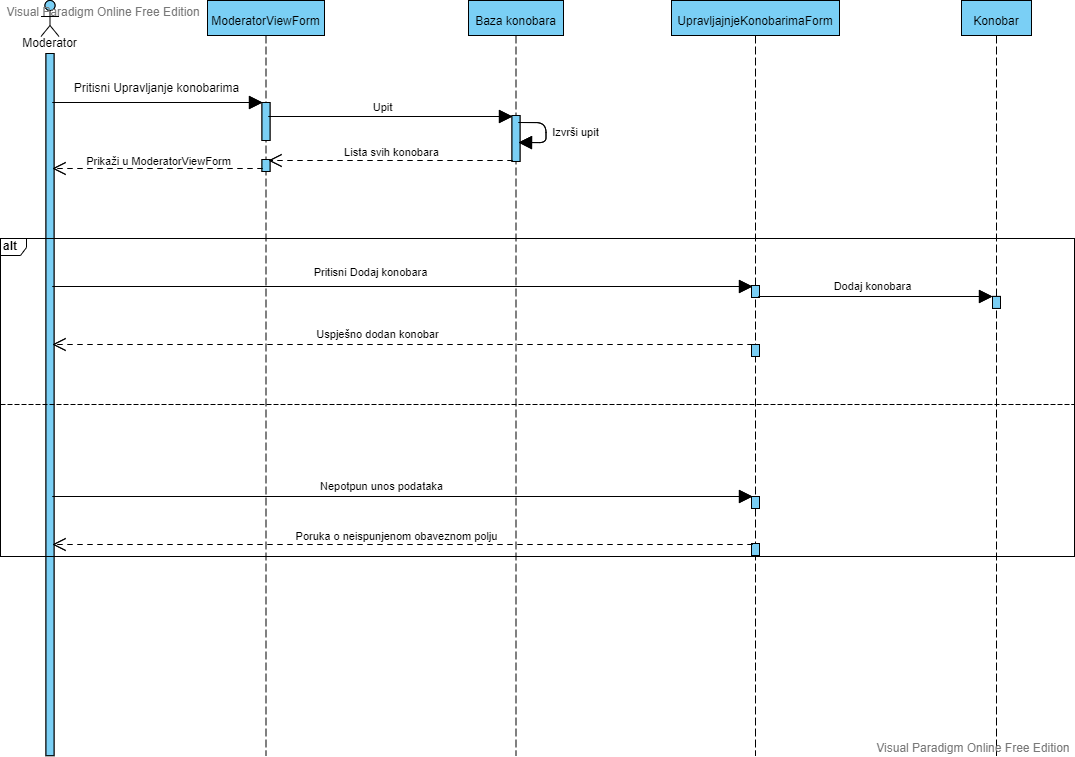 Visual Paradigm Online Free Edition
Moderator
ModeratorViewForm
Baza konobara
UpravljajnjeKonobarimaForm
Konobar
Pritisni Upravljanje konobarima
Upit
Izvrši upit
Lista svih konobara
Prikaži u ModeratorViewForm
alt
Pritisni Dodaj konobara
Dodaj konobara
Uspješno dodan konobar
Nepotpun unos podataka
Poruka o neispunjenom obaveznom polju
Visual Paradigm Online Free Edition